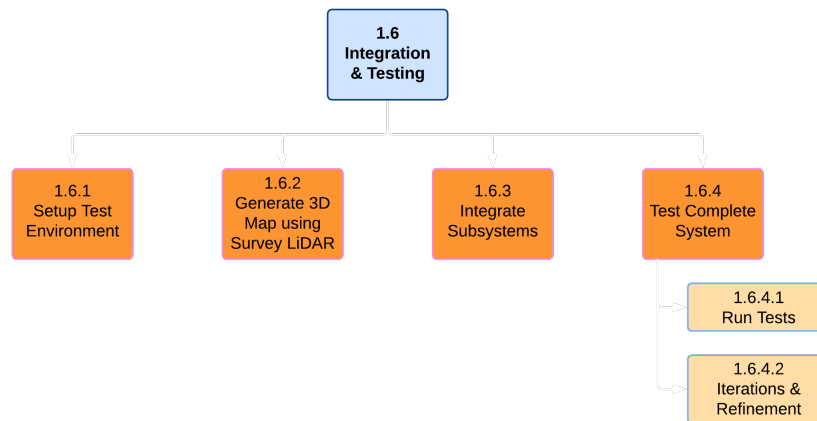 1.6
Integration
& Testing
1.6.1
Setup Test
Environment
1.6.2
Generate 3D
Map using
Survey LiDAR
1.6.3
Integrate
Subsystems
1.6.4
Test Complete
System
1.6.4.1
Run Tests
1.6.4.2
Iterations &
Refinement